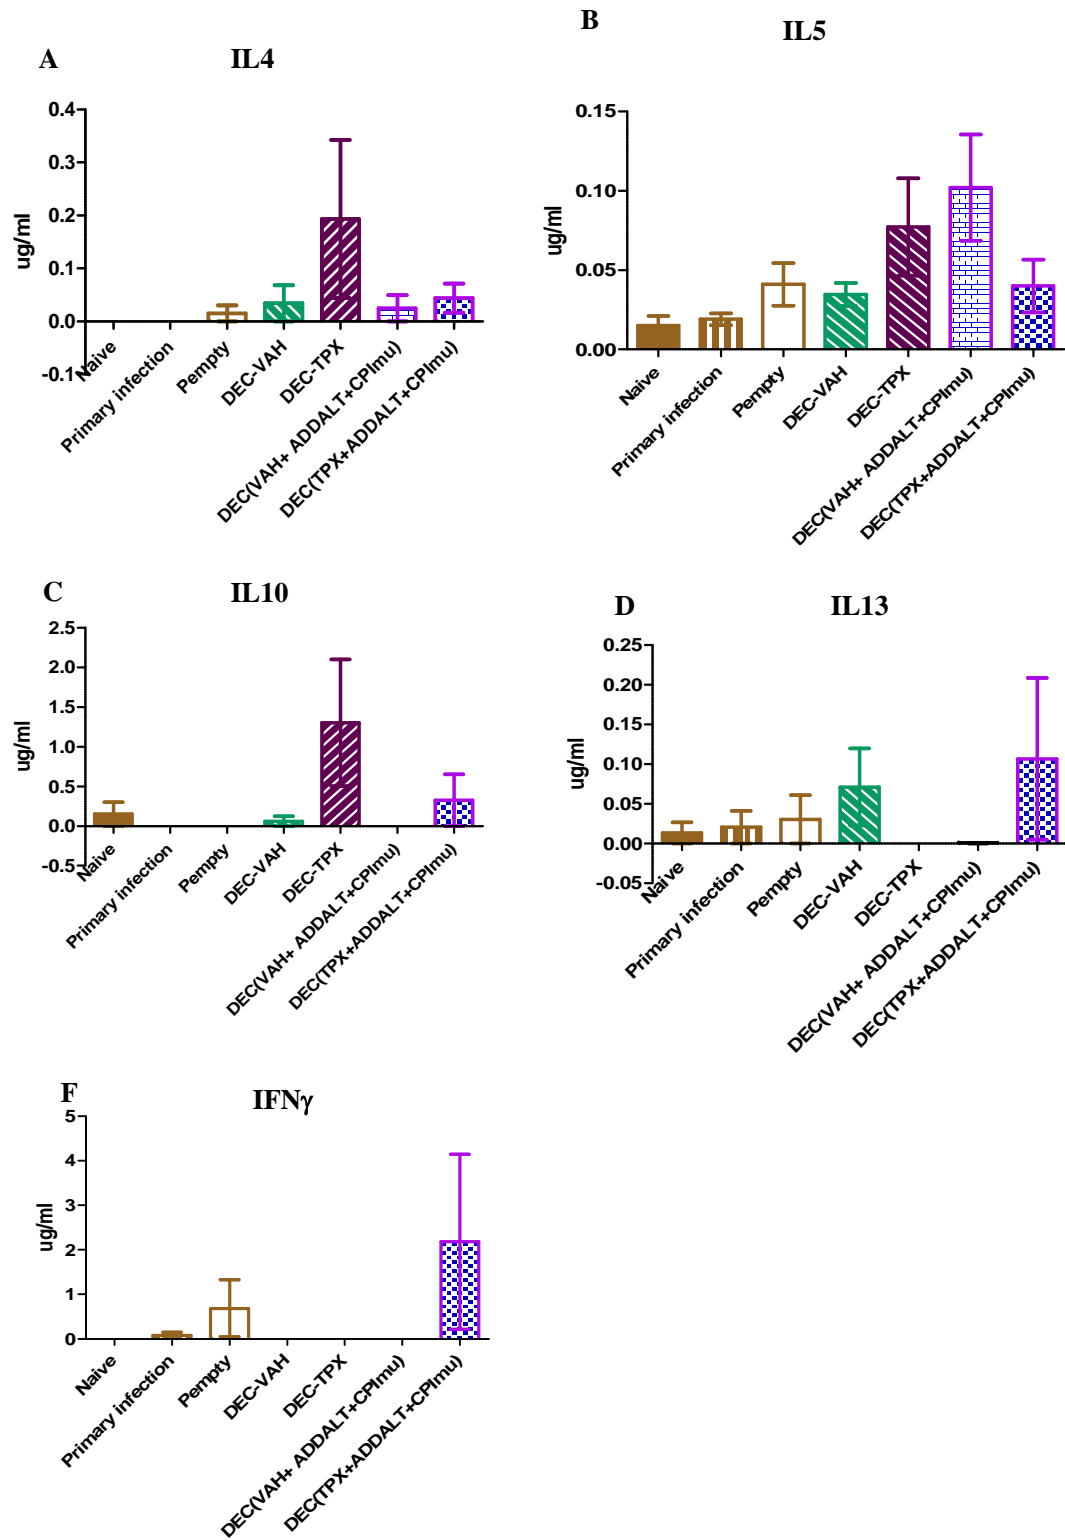 A IL4
ug/ml
0.4
0.3
0.2
0.1
0.0
-0.1
Naive
Primary infection
Pempty
DEC-VAH
DEC-TPX
DEC(VAH+ ADDALT+CPImu)
DEC(TPX+ADDALT+CPImu)
B IL5
ug/ml
0.15
0.10
0.05
0.00
Naive
Primary infection
Pempty
DEC-VAH
DEC-TPX
DEC(VAH+ ADDALT+CPImu)
DEC(TPX+ADDALT+CPImu)
C IL10
ug/ml
2.5
2.0
1.5
1.0
0.5
0.0
-0.5
Naive
Primary infection
Pempty
DEC-VAH
DEC-TPX
DEC(VAH+ ADDALT+CPImu)
DEC(TPX+ADDALT+CPImu)
D IL13
ug/ml
0.25
0.20
0.15
0.10
0.05
0.00
-0.05
Naive
Primary infection
Pempty
DEC-VAH
DEC-TPX
DEC(VAH+ ADDALT+CPImu)
DEC(TPX+ADDALT+CPImu)
F IFNγ
ug/ml
5
4
3
2
1
0
Naive
Primary infection
Pempty
DEC-VAH
DEC-TPX
DEC(VAH+ ADDALT+CPImu)
DEC(TPX+ADDALT+CPImu)